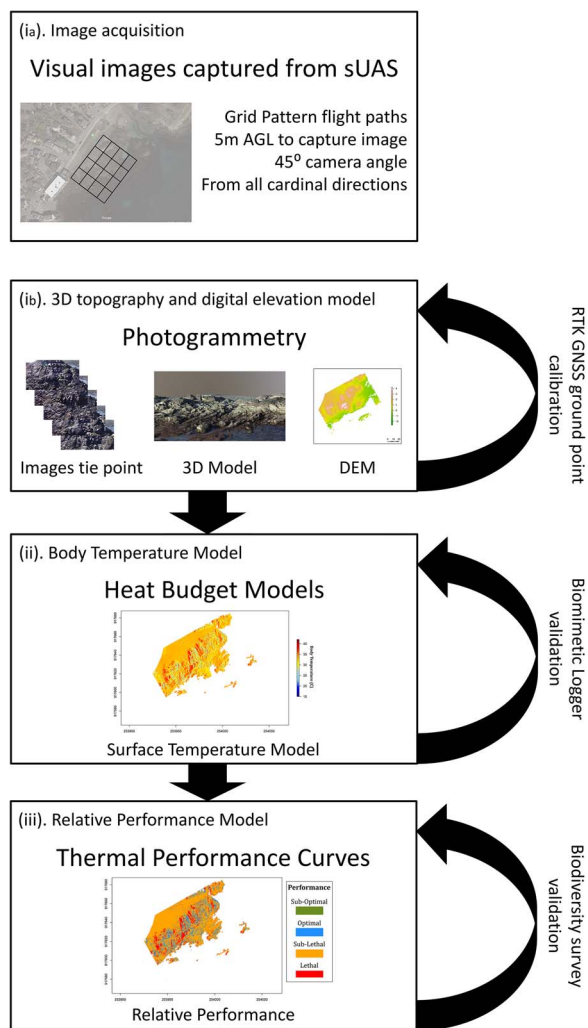 (ia). Image acquisition
Visual images captured from sUAS
Grid Pattern flight paths
5m AGL to capture image
45⁰ camera angle
From all cardinal directions
(ib). 3D topography and digital elevation model
Photogrammetry
Images tie point
3D Model
DEM
RTK GNSS ground point
calibration
(ii). Body Temperature Model
Heat Budget Models
Body Temperature (C)
Surface Temperature Model
Biomimetic Logger
validation
(iii). Relative Performance Model
Thermal Performance Curves
Performance
Sub-Optimal
Optimal
Sub-Lethal
Lethal
Relative Performance
Biodiversity survey
validation